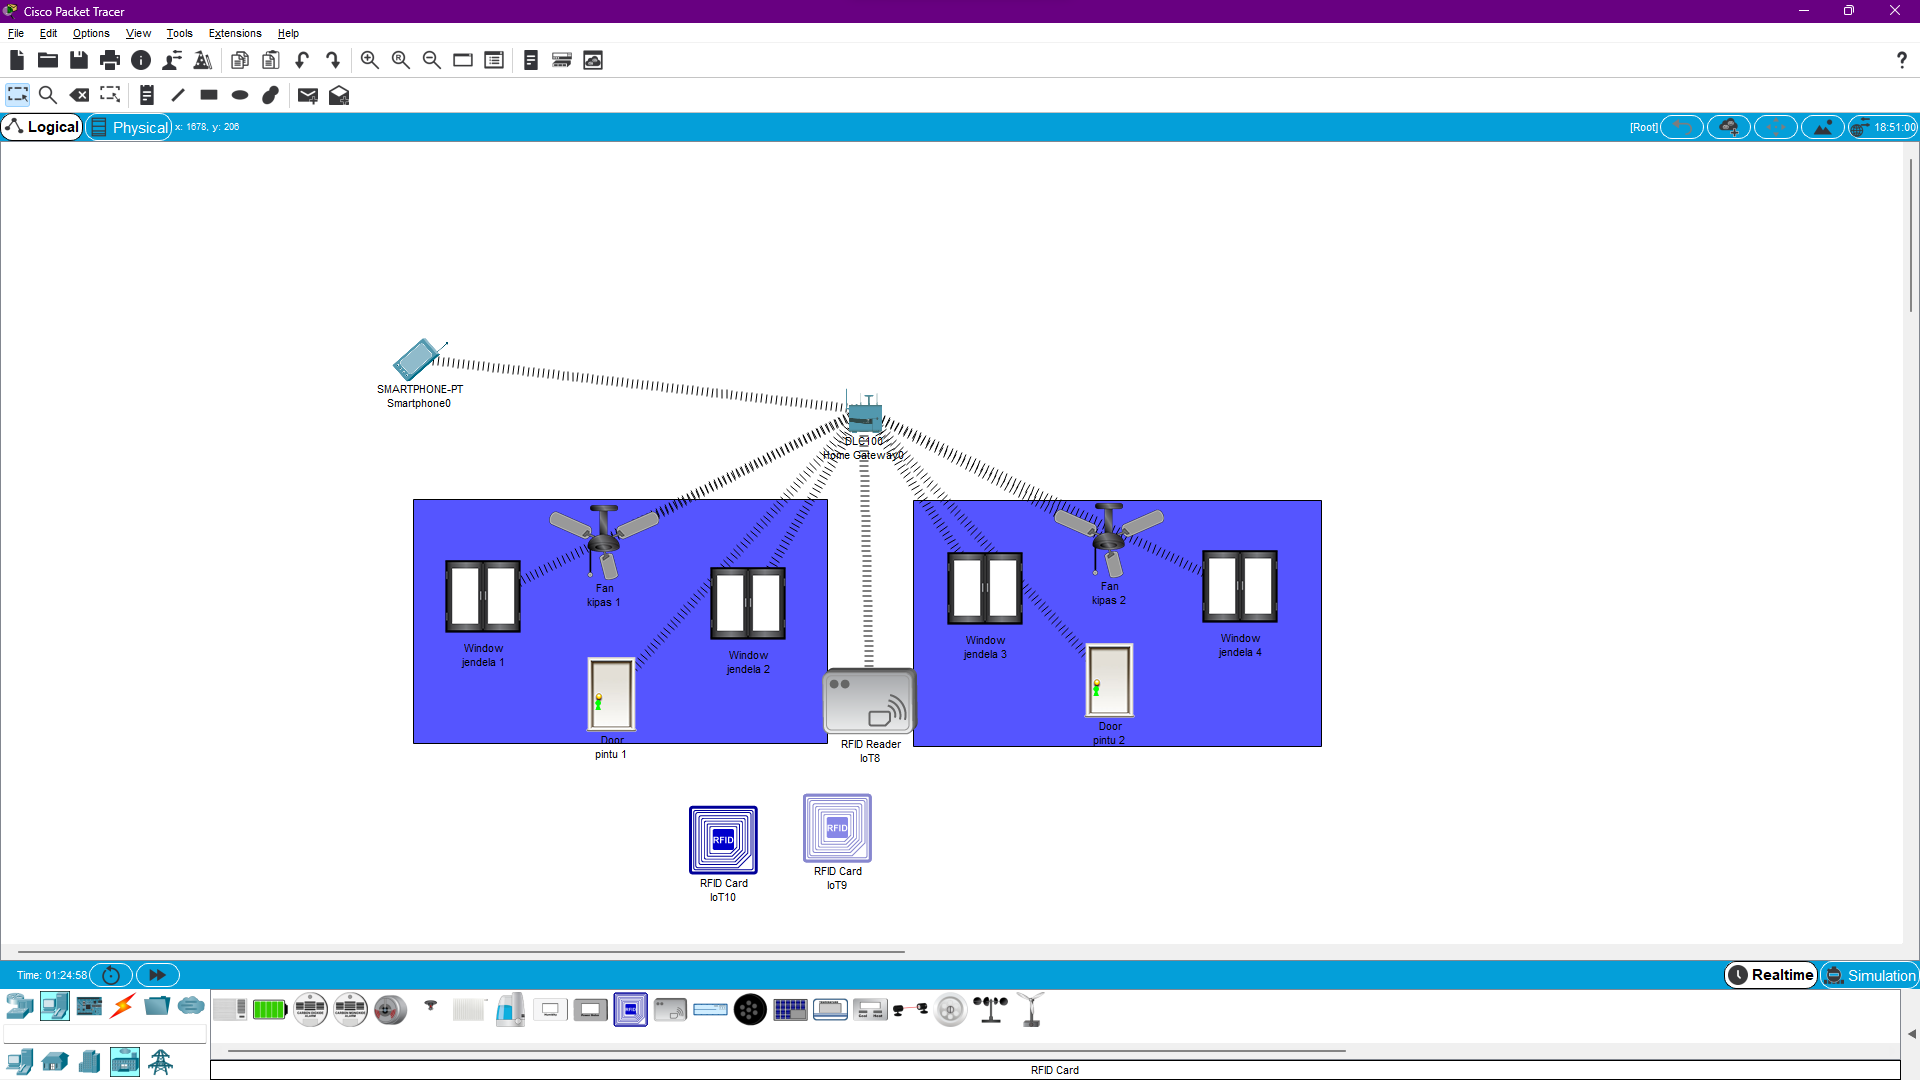 Cisco Packet Tracer
File Edit Options View Tools Extensions Help
Logical Physical x: 1678, y: 206 [Root] 18:51:00
SMARTPHONE-PT
Smartphone0
DLC100
Home Gateway0
Fan
kipas 1
Window
jendela 1
Window
jendela 2
Door
pintu 1
Fan
kipas 2
Window
jendela 3
Window
jendela 4
Door
pintu 2
RFID Reader
IoT8
RFID
RFID Card
IoT10
RFID
RFID Card
IoT9
Time: 01:24:58 Realtime Simulation
RFID Card